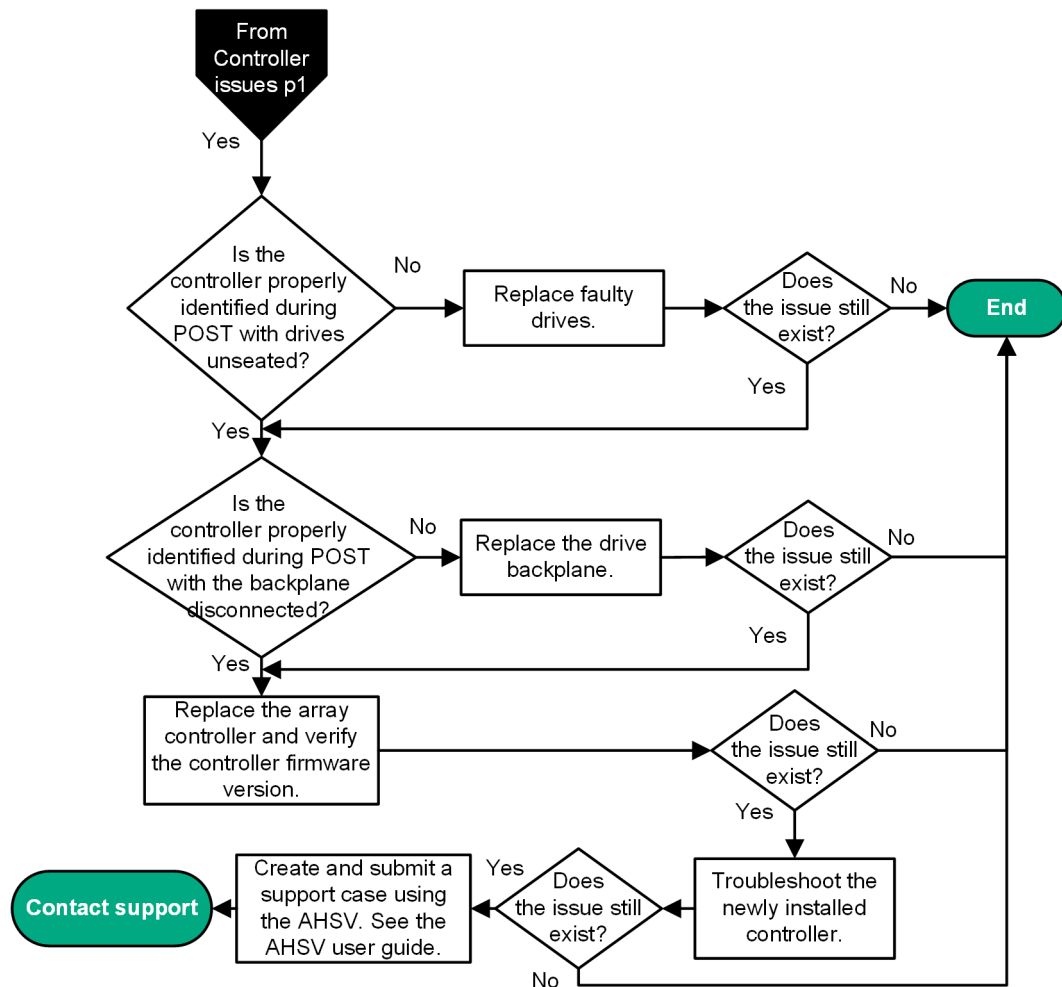 From
Controller
issues p1
Yes
Is the
controller properly
identified during
POST with drives
unseated?
No
Replace faulty
drives.
Does
the issue still
exist?
No
End
Yes
Yes
Is the
controller properly
identified during POST
with the backplane
disconnected?
No
Replace the drive
backplane.
Does
the issue still
exist?
No
Yes
Yes
Replace the array
controller and verify
the controller firmware
version.
Does
the issue still
exist?
No
Yes
Troubleshoot the
newly installed
controller.
Does
the issue still
exist?
Yes
Create and submit a
support case using
the AHSV. See the
AHSV user guide.
Contact support
No